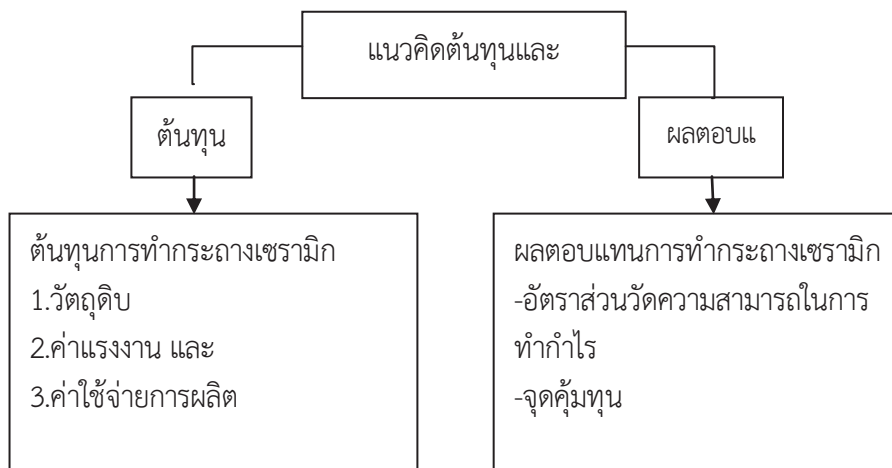 แนวคิดต้นทุนและ
ต้นทุน
ผลตอบแ
ต้นทุนการทำกระถางเซรามิก
1.วัตถุดิบ
2.ค่าแรงงาน และ
3.ค่าใช้จ่ายการผลิต
ผลตอบแทนการทำกระถางเซรามิก
-อัตราส่วนวัดความสามารถในการ
ทำกำไร
-จุดคุ้มทุน